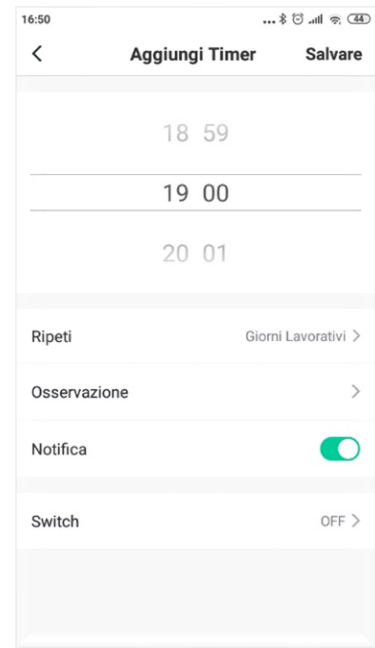 16:50 ... 44
Aggiungi Timer Salvare
18 59
19 00
20 01
Ripeti Giorni Lavorativi
Osservazione
Notifica
Switch OFF